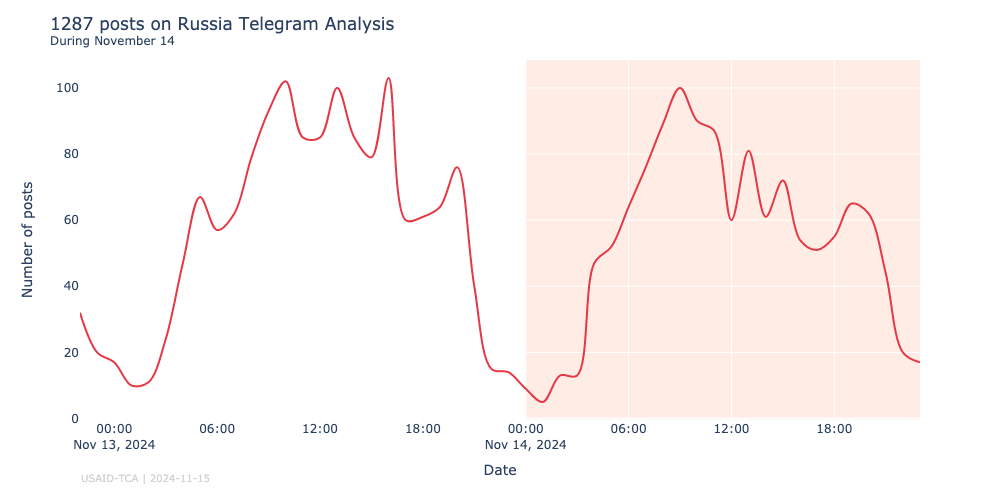 1287 posts on Russia Telegram Analysis
During November 14
Number of posts
100
80
60
40
20
0
00:00 06:00 12:00 18:00 00:00 06:00 12:00 18:00
Nov 13, 2024 Nov 14, 2024
Date
USAID-TCA | 2024-11-15